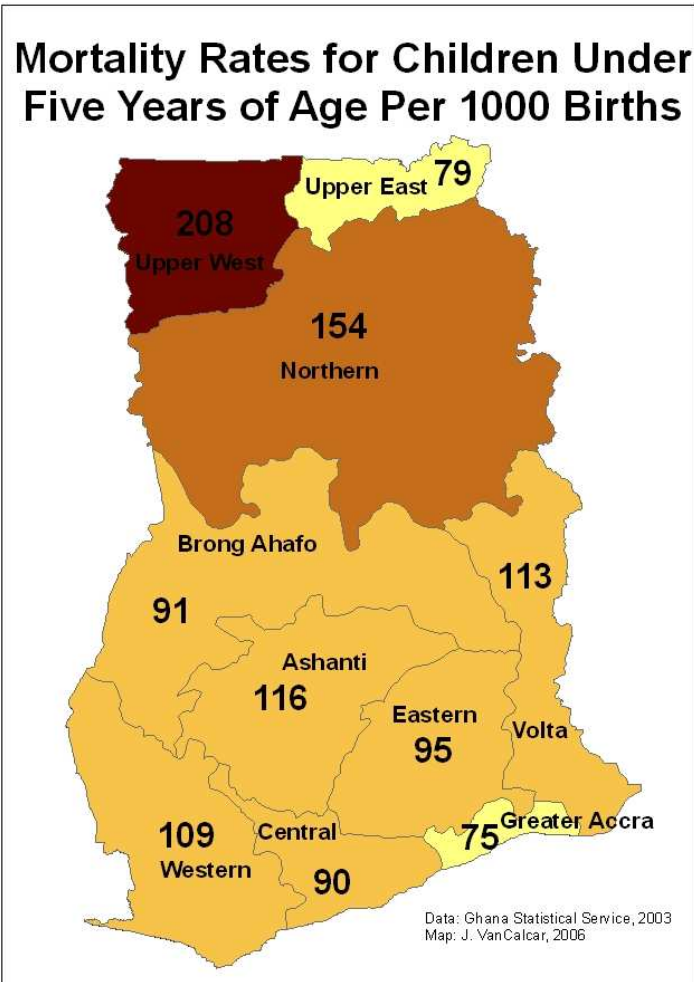 Mortality Rates for Children Under
Five Years of Age Per 1000 Births
79
Upper East
208
Upper West
154
Northern
Brong Ahafo
113
91
Ashanti
116
Eastern
95
Volta
Greater Accra
75
109
Central
Western
90
Data: Ghana Statistical Service, 2003
Map: J. VanCalcar, 2006